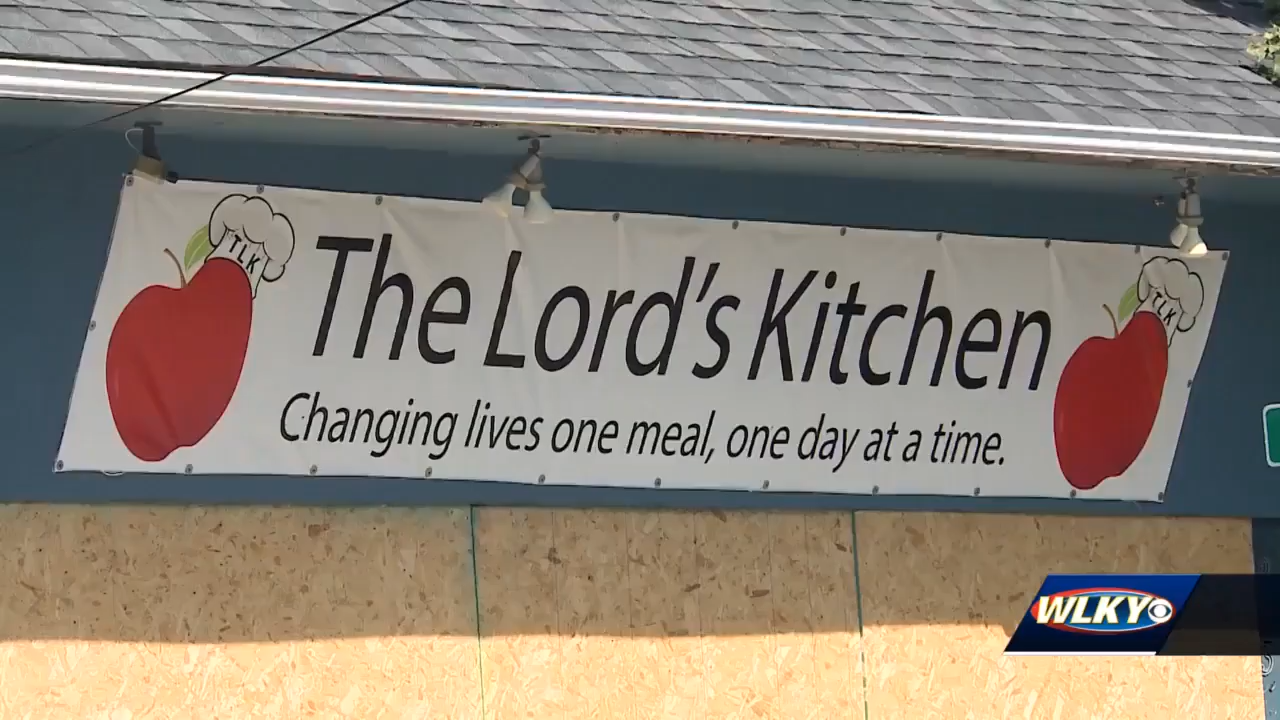 TLK
The Lord's Kitchen
TLK
Changing lives one meal, one day at a time.
WLKY